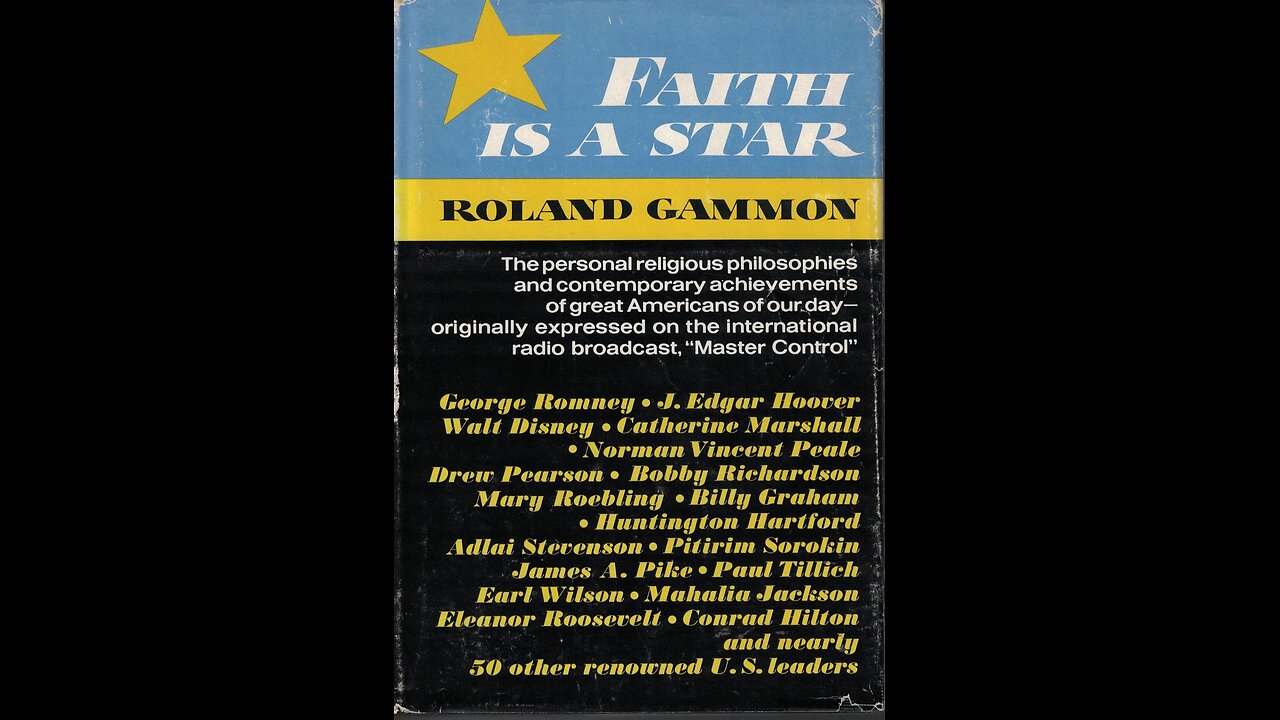 FAITH
IS A STAR
ROLAND GAMMON
The personal religious philosophies
and contemporary achievements
of great Americans of our day—
originally expressed on the international
radio broadcast, “Master Control”
George Romney • J. Edgar Hoover
Walt Disney • Catherine Marshall
• Norman Vincent Peale
Drew Pearson • Bobby Richardson
Mary Roebling • Billy Graham
• Huntington Hartford
Adlai Stevenson • Pitirim Sorokin
James A. Pike • Paul Tillich
Earl Wilson • Mahalia Jackson
Eleanor Roosevelt • Conrad Hilton
and nearly
50 other renowned U.S. leaders